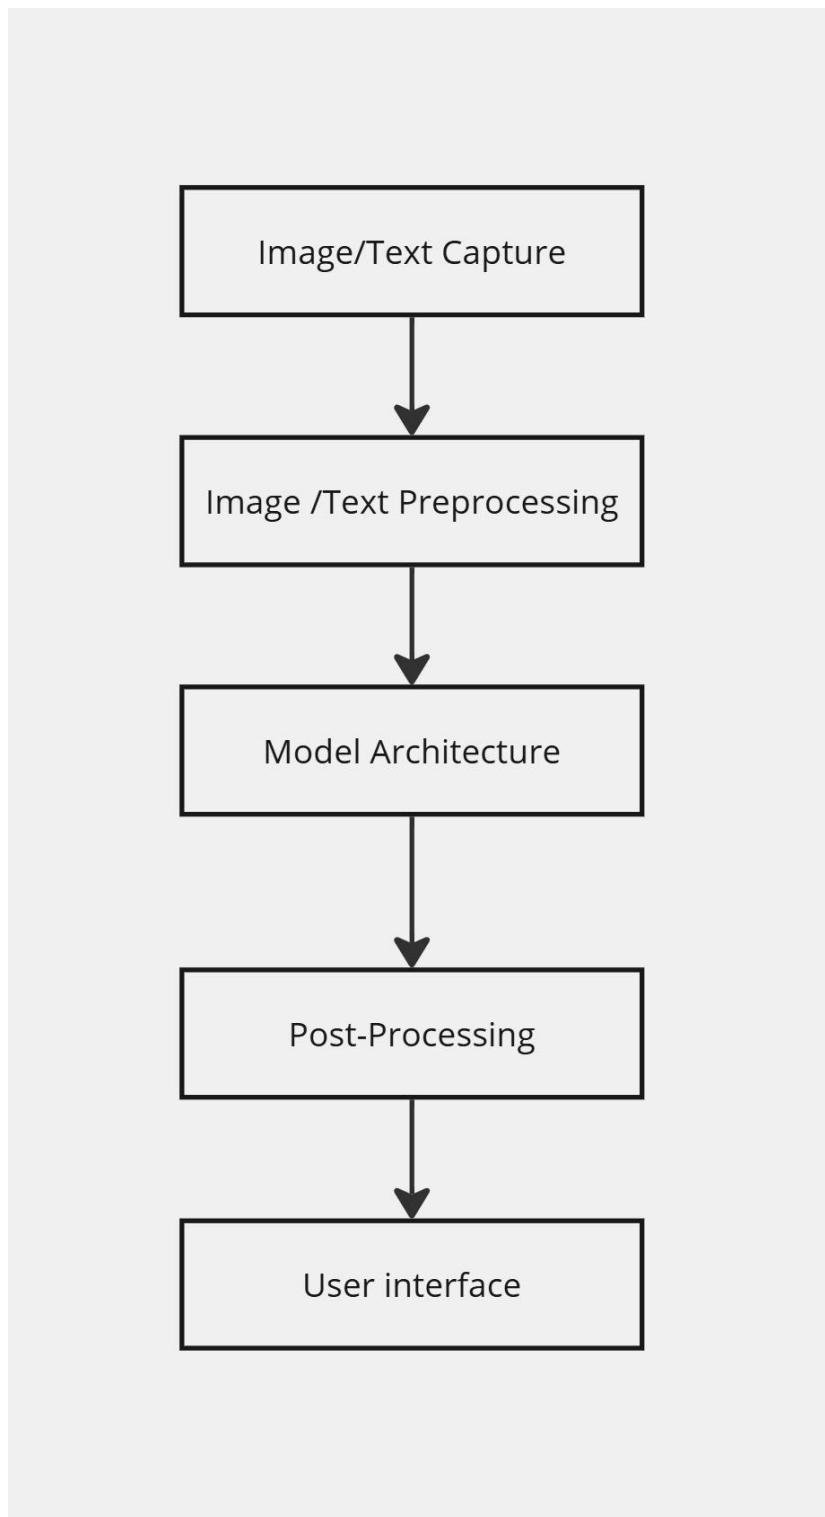 Image/Text Capture
Image /Text Preprocessing
Model Architecture
Post-Processing
User interface